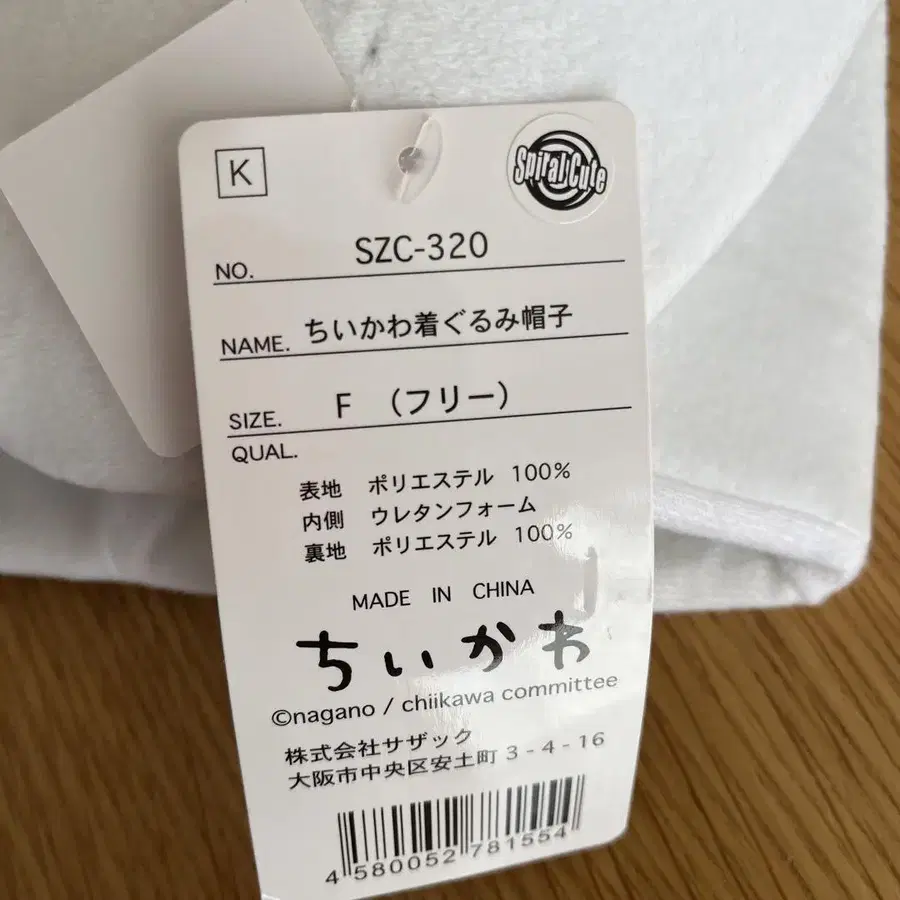 K
Spiral Cute
NO. SZC-320
NAME. ちいかわ着ぐるみ帽子
SIZE. F （フリー）
QUAL.
表地 ポリエステル 100%
内側 ウレタンフォーム
裏地 ポリエステル 100%
MADE IN CHINA
ちいかわ
©nagano / chiikawa committee
株式会社サザック
大阪市中央区安土町 3 - 4 - 16
4 580052 781554